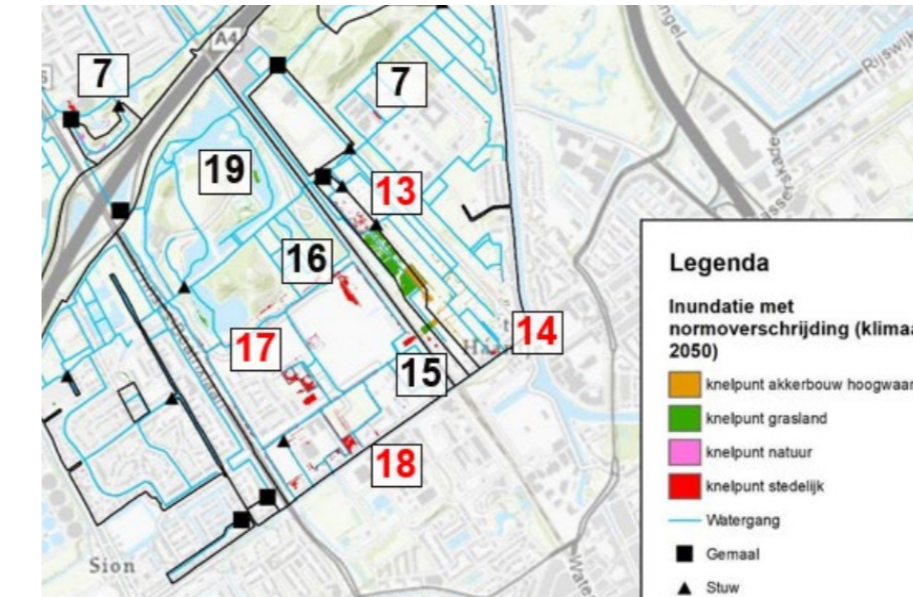 A4
7
7
19
13
16
17
14
15
18
Sion
Rijswijk
Legenda
Inundatie met
normoverschrijding (klimaa
2050)
knelpunt akkerbouw hoogwaar
knelpunt grasland
knelpunt natuur
knelpunt stedelijk
Watergang
Gemaal
Stuw